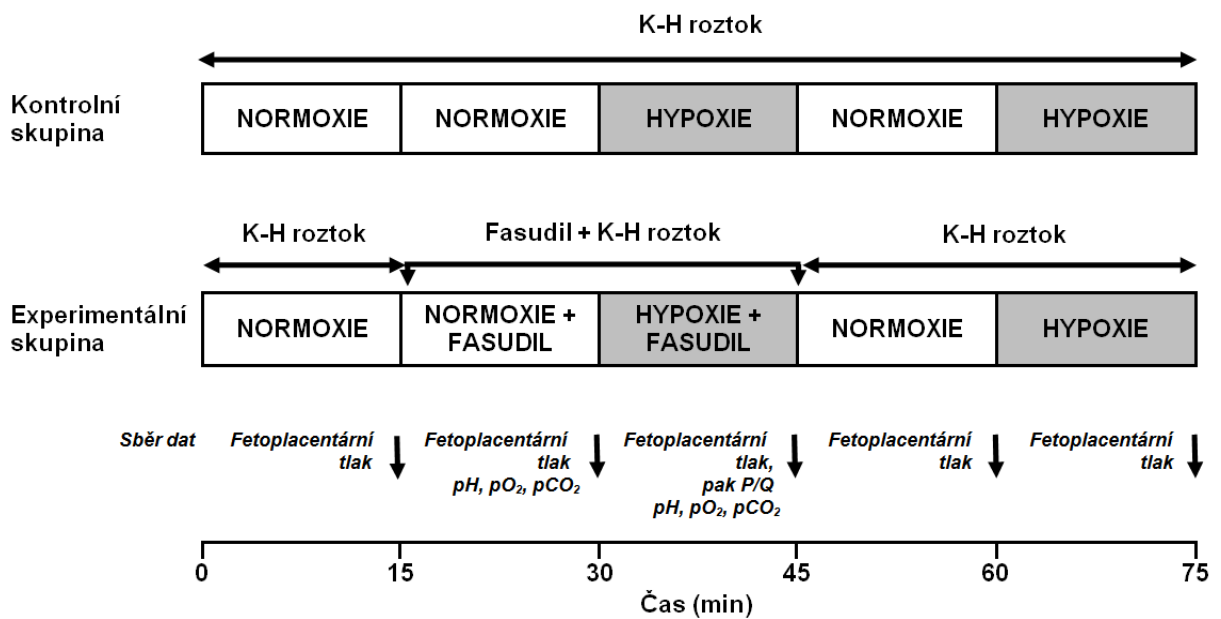 K-H roztok
Kontrolní
skupina
NORMOXIE NORMOXIE HYPOXIE NORMOXIE HYPOXIE
K-H roztok Fasudil + K-H roztok K-H roztok
Experimentální
skupina
NORMOXIE
NORMOXIE +
FASUDIL
HYPOXIE +
FASUDIL
NORMOXIE
HYPOXIE
Sběr dat
Fetoplacentární
tlak
Fetoplacentární
tlak
pH, pO₂, pCO₂
Fetoplacentární
tlak,
pak P/Q
pH, pO₂, pCO₂
Fetoplacentární
tlak
Fetoplacentární
tlak
0 15 30 45 60 75
Čas (min)